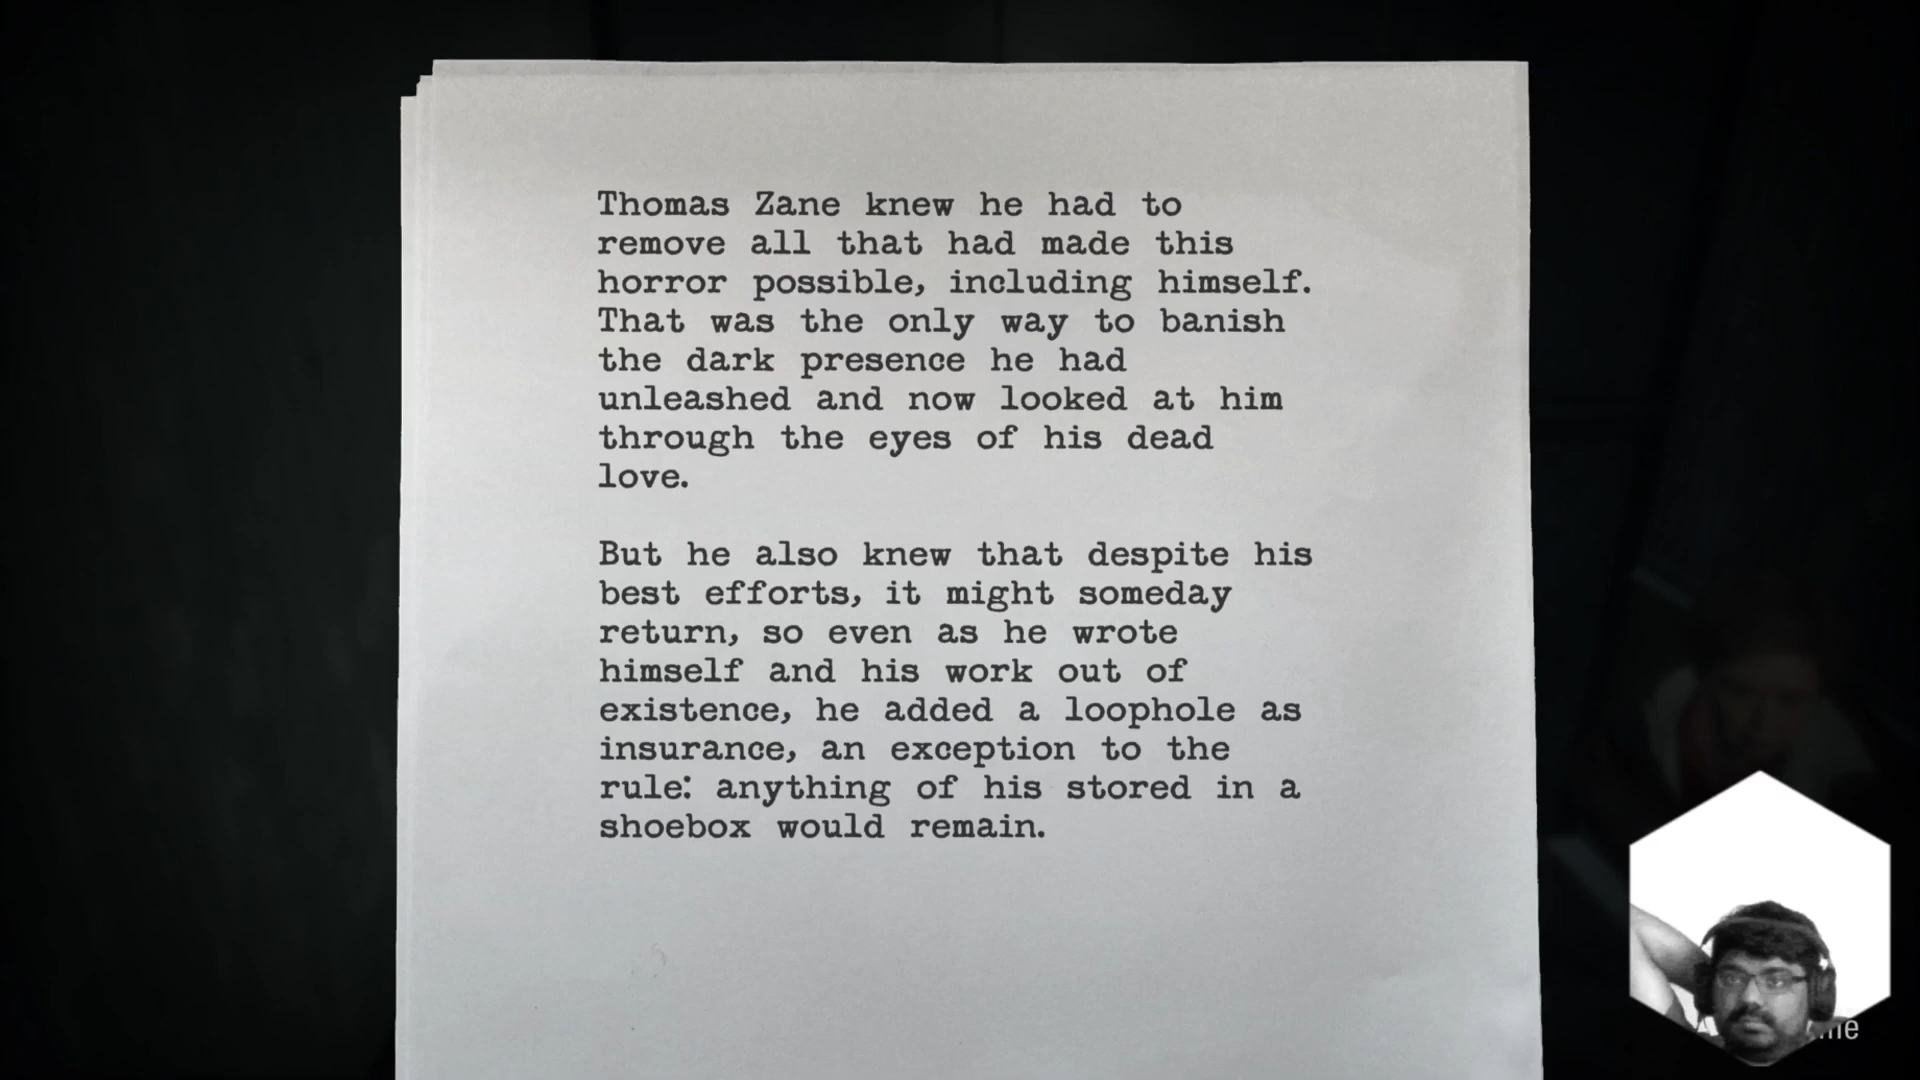 Thomas Zane knew he had to
remove all that had made this
horror possible, including himself.
That was the only way to banish
the dark presence he had
unleashed and now looked at him
through the eyes of his dead
love.
But he also knew that despite his
best efforts, it might someday
return, so even as he wrote
himself and his work out of
existence, he added a loophole as
insurance, an exception to the
rule: anything of his stored in a
shoebox would remain.